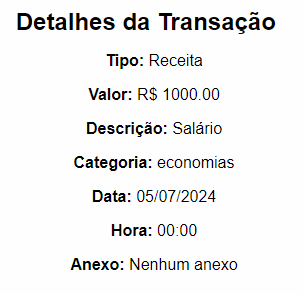 Detalhes da Transação
Tipo: Receita
Valor: R$ 1000.00
Descrição: Salário
Categoria: economias
Data: 05/07/2024
Hora: 00:00
Anexo: Nenhum anexo